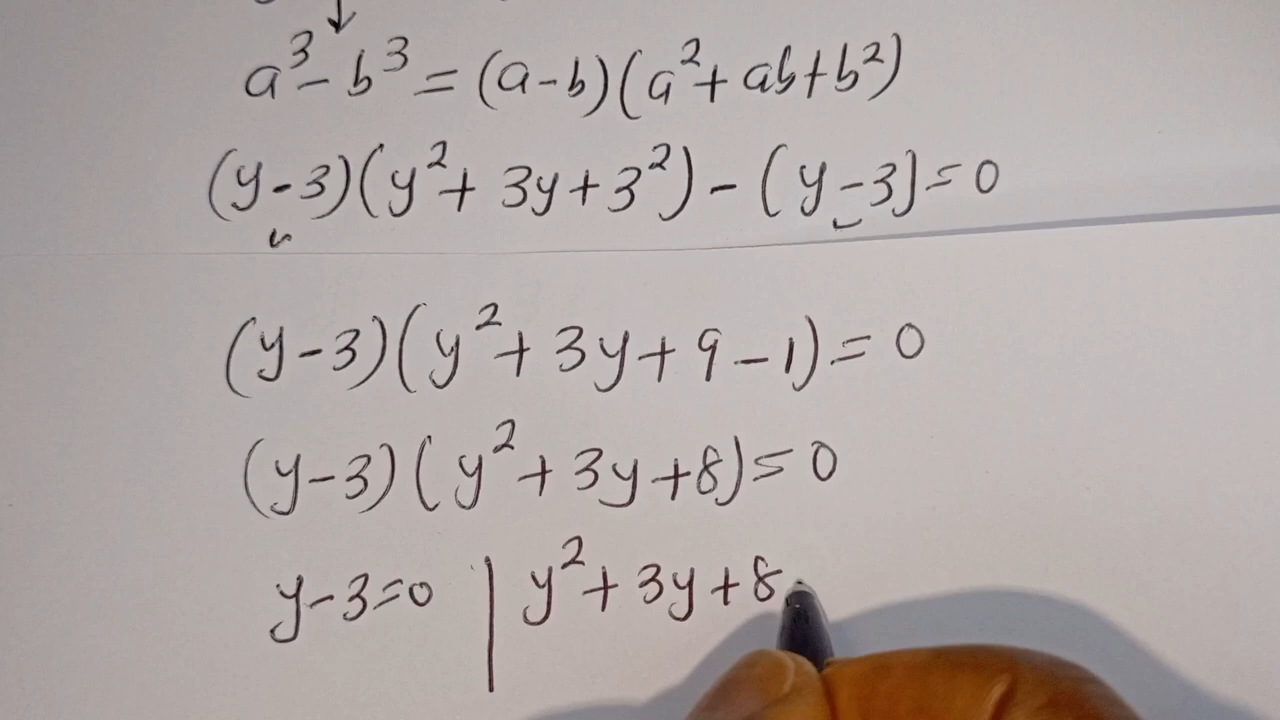 a³-b³=(a-b)(a²+ab+b²)
(y-3)(y²+3y+3²)-(y-3)=0
(y-3)(y²+3y+9-1)=0
(y-3)(y²+3y+8)=0
y-3=0 | y²+3y+8